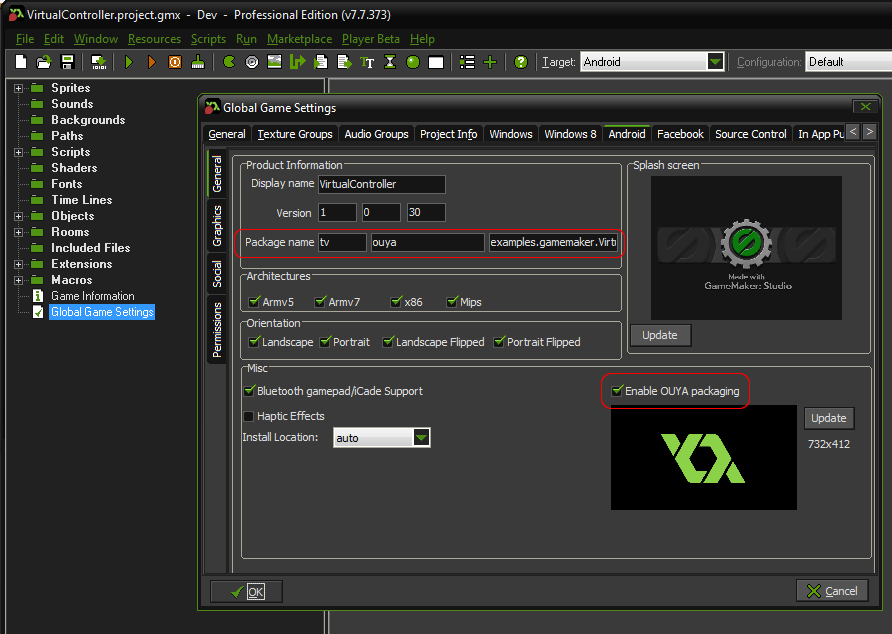 VirtualController.project.gmx - Dev - Professional Edition (v7.7.373)
File Edit Window Resources Scripts Run Marketplace Player Beta Help
Target: Android Configuration: Default
Sprites
Sounds
Backgrounds
Paths
Scripts
Shaders
Fonts
Time Lines
Objects
Rooms
Included Files
Extensions
Macros
Game Information
Global Game Settings
Global Game Settings
General Texture Groups Audio Groups Project Info Windows Windows 8 Android Facebook Source Control In App Pu
General
Graphics
Social
Permissions
Product Information
Display name VirtualController
Version 1 0 30
Package name tv ouya examples.gamemaker.Virtu
Architectures
Armv5 Armv7 x86 Mips
Orientation
Landscape Portrait Landscape Flipped Portrait Flipped
Splash screen
Made with
GameMaker: Studio
Update
Misc
Bluetooth gamepad/iCade Support
Haptic Effects
Install Location: auto
Enable OUYA packaging
Update
732x412
OK
Cancel